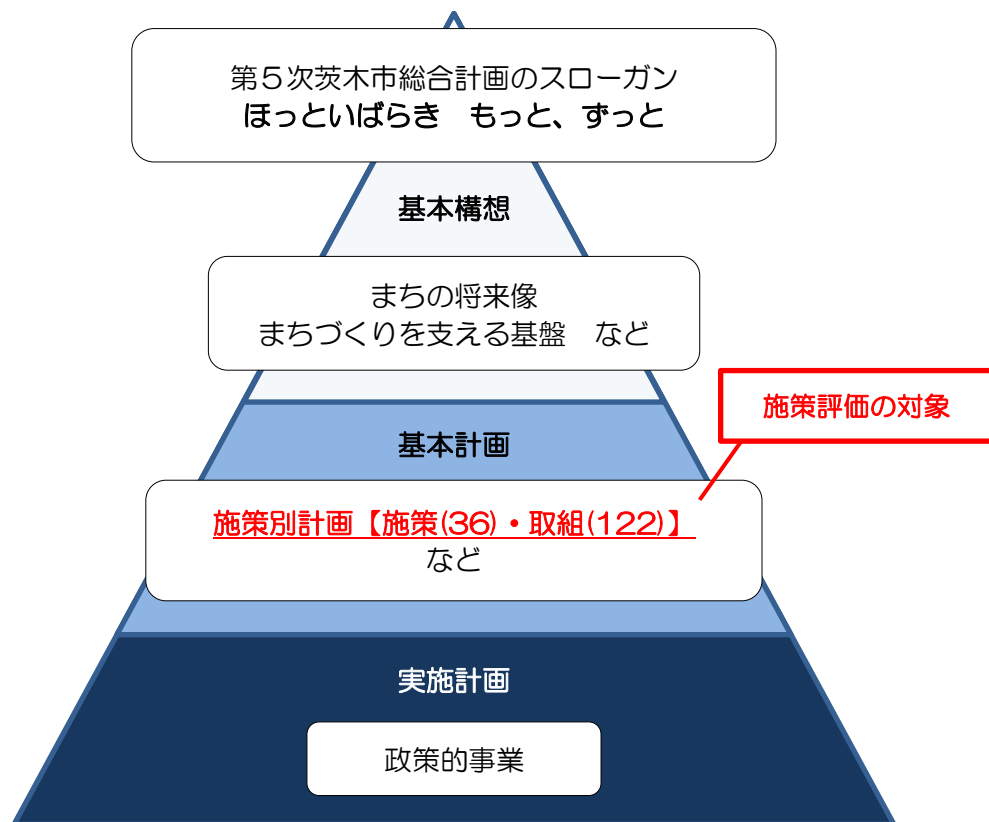 第５次茨木市総合計画のスローガン
ほっといばらき　もっと、ずっと
基本構想
まちの将来像
まちづくりを支える基盤　など
施策評価の対象
基本計画
施策別計画【施策(36)・取組(122)】
など
実施計画
政策的事業